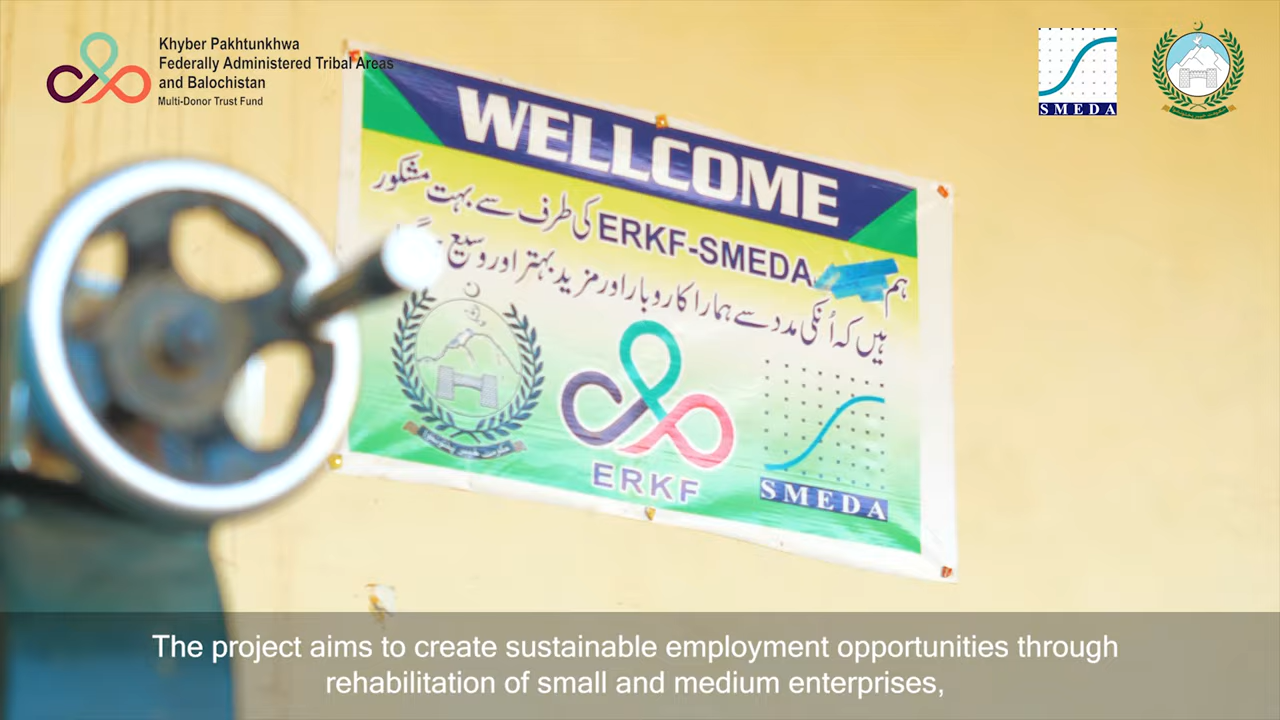 Khyber Pakhtunkhwa
Federally Administered Tribal Areas
and Balochistan
Multi-Donor Trust Fund
SMEDA
WELLCOME
ہم ERKF-SMEDA کی طرف سے بہت مشکور
ہیں کہ اُنکی مدد سے ہمارا کاروبار اور مزید بہتر اور وسیع
ERKF
SMEDA
The project aims to create sustainable employment opportunities through
rehabilitation of small and medium enterprises,